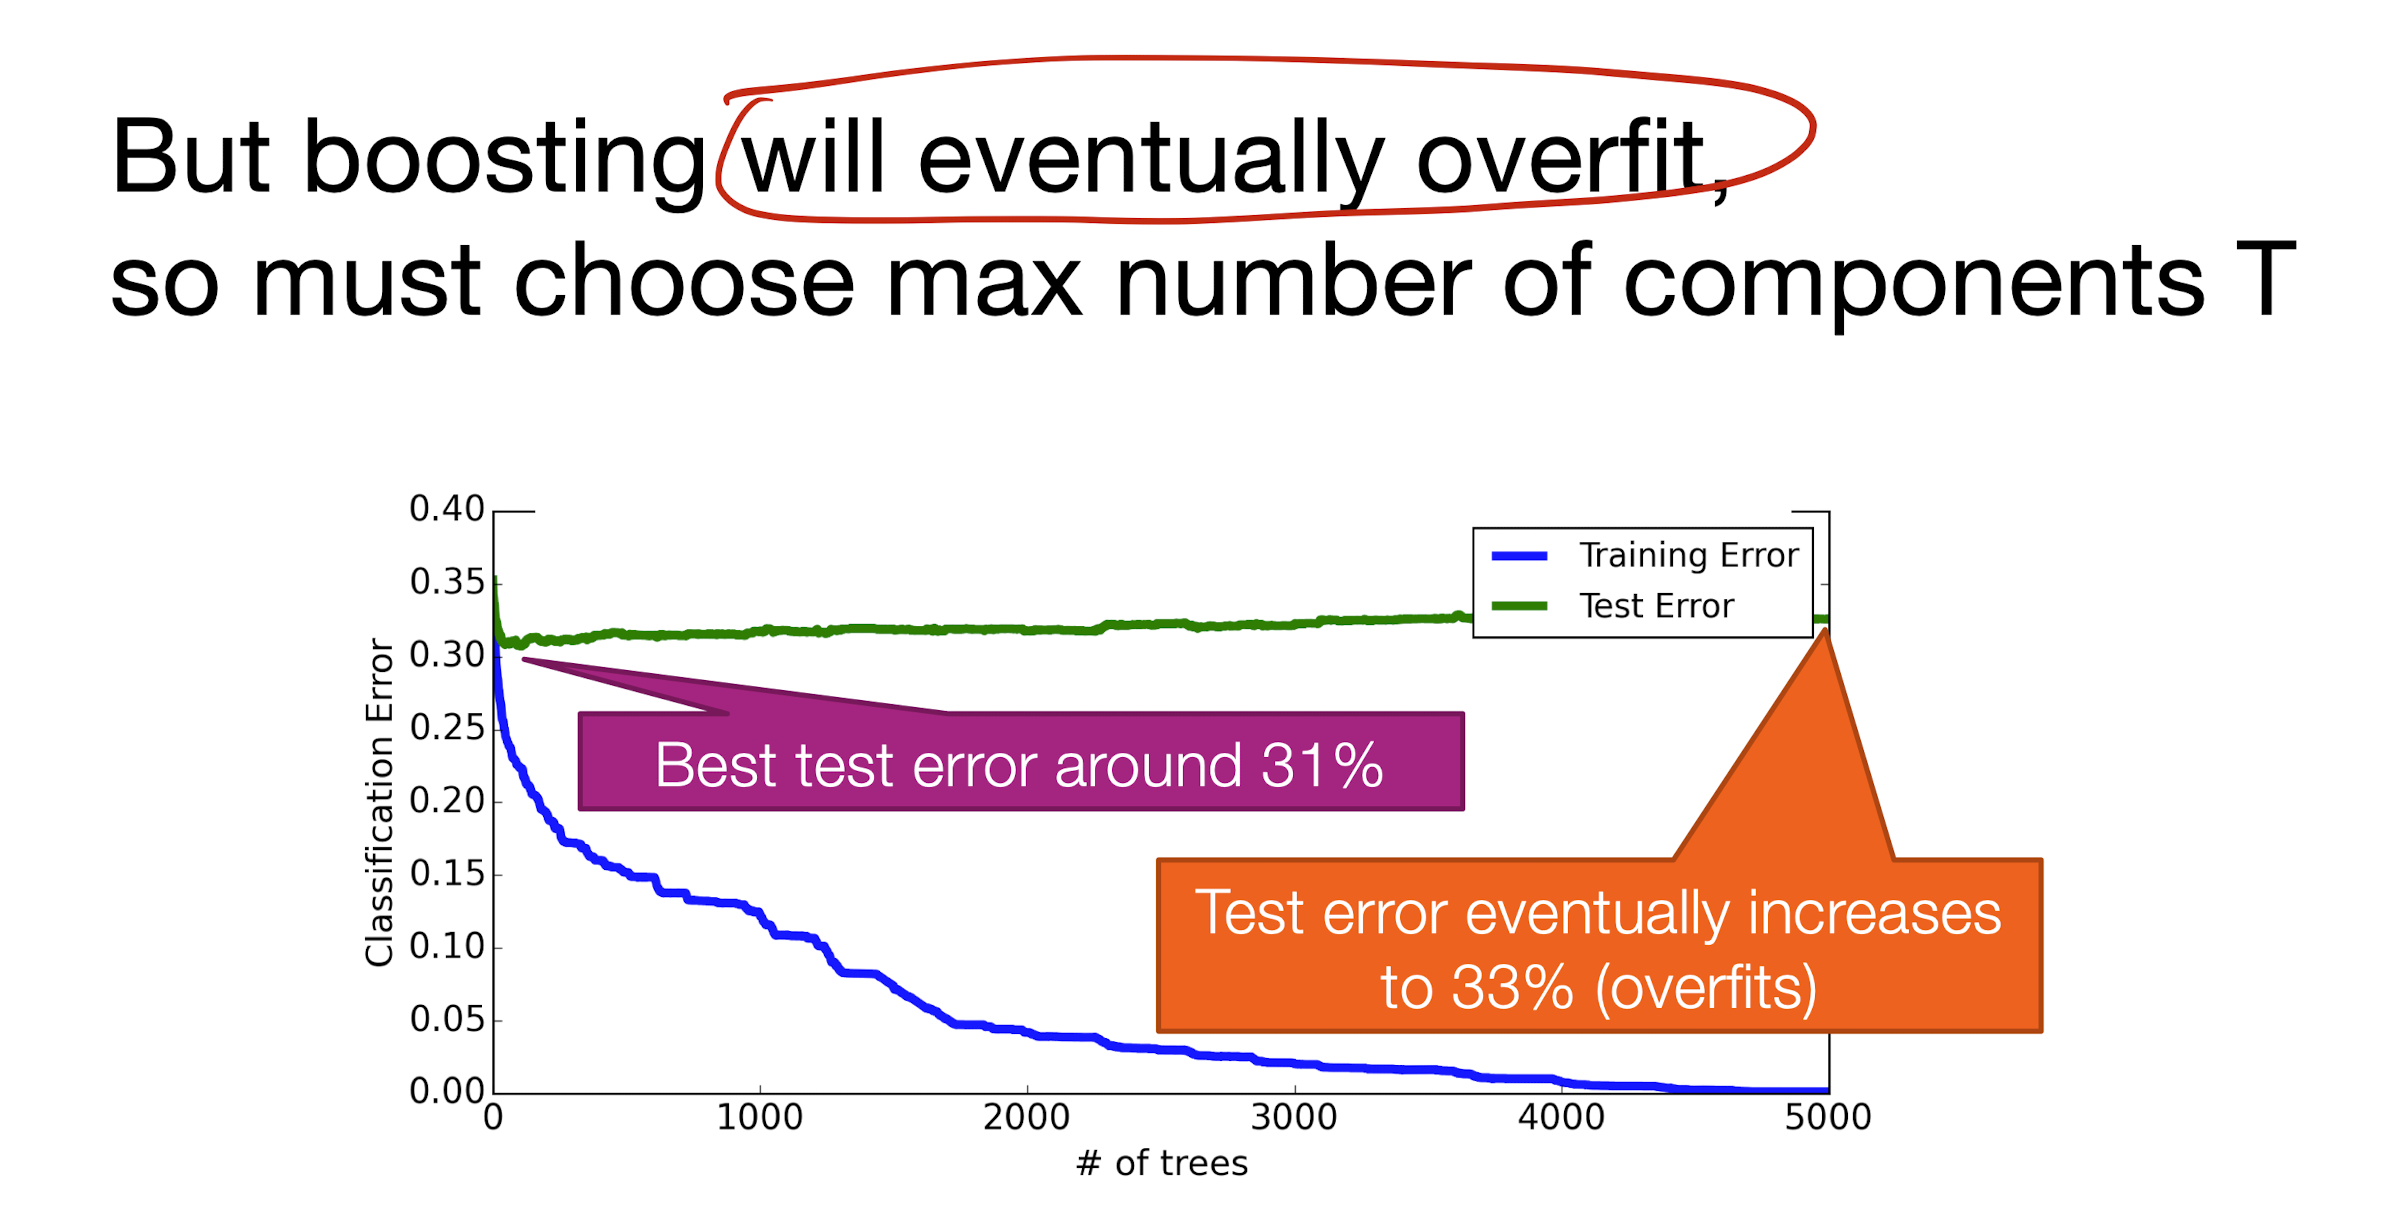 But boosting will eventually overfit,
so must choose max number of components T
0.40
0.35
0.30
0.25
0.20
0.15
0.10
0.05
0.00
Classification Error
Training Error
Test Error
Best test error around 31%
Test error eventually increases
to 33% (overfits)
0 1000 2000 3000 4000 5000
# of trees